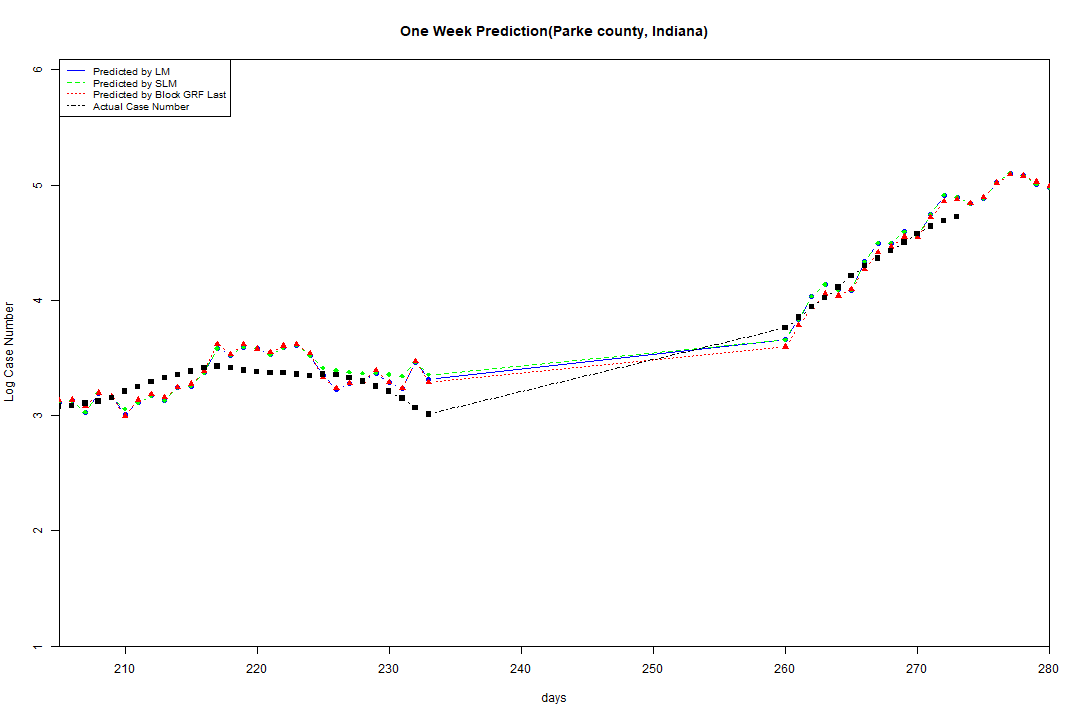 One Week Prediction(Parke county, Indiana)
Predicted by LM
Predicted by SLM
Predicted by Block GRF Last
Actual Case Number
6
5
4
3
2
1
Log Case Number
210 220 230 240 250 260 270 280
days